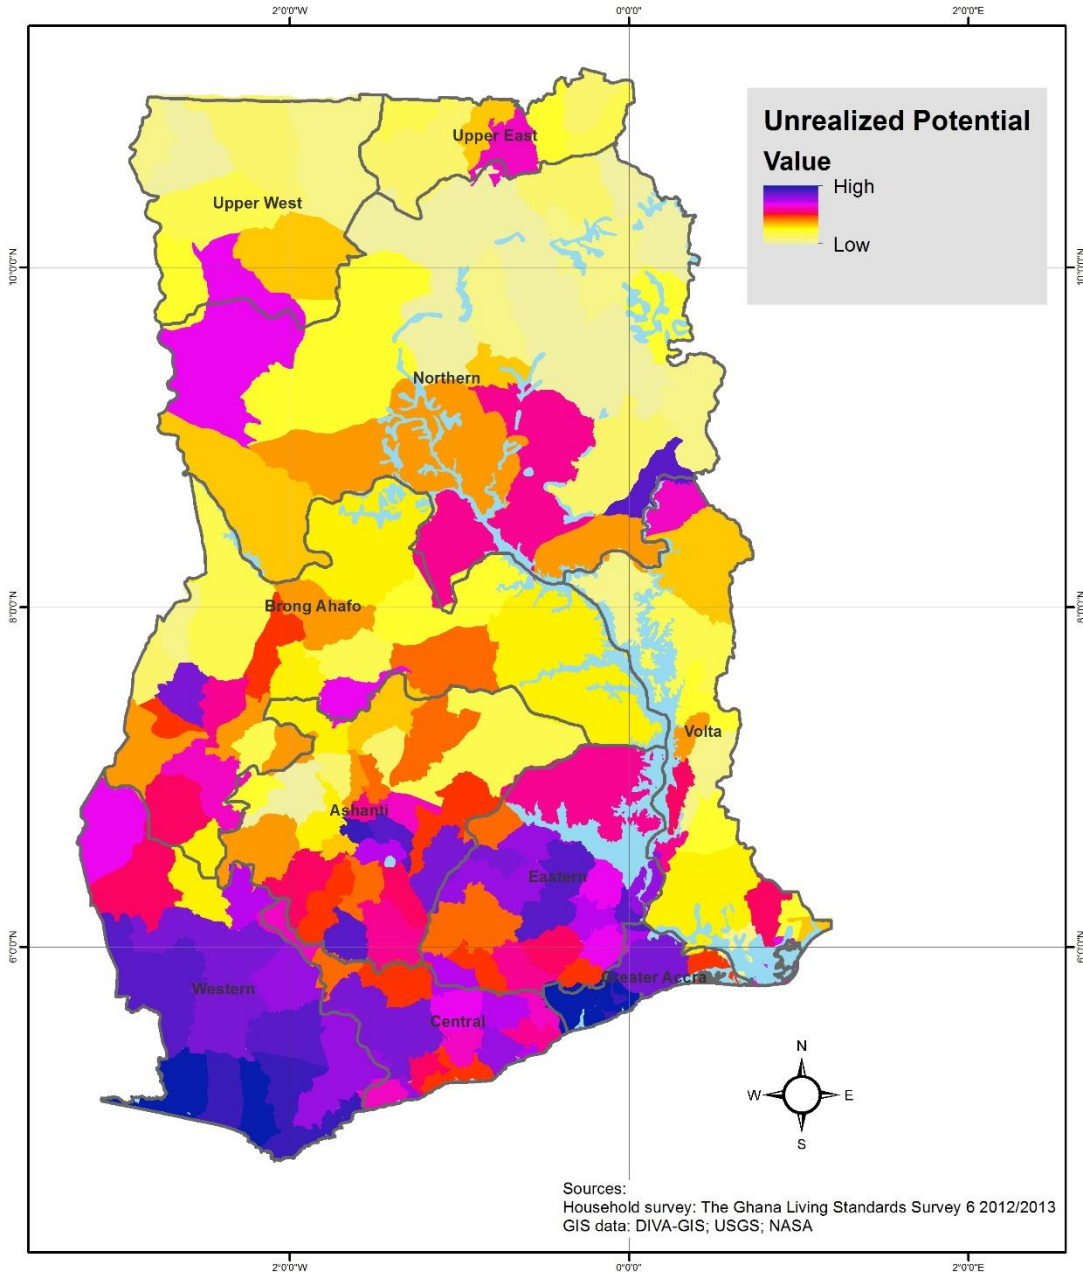 2°0'0"W
0°0'0"
2°0'0"E
Unrealized Potential
Value
High
Low
Upper East
Upper West
10°0'0"N
10°0'0"N
Northern
8°0'0"N
Brong Ahafo
8°0'0"N
Volta
Ashanti
Eastern
6°0'0"N
6°0'0"N
Greater Accra
Western
Central
N
W
E
S
Sources:
Household survey: The Ghana Living Standards Survey 6 2012/2013
GIS data: DIVA-GIS; USGS; NASA
2°0'0"W
0°0'0"
2°0'0"E